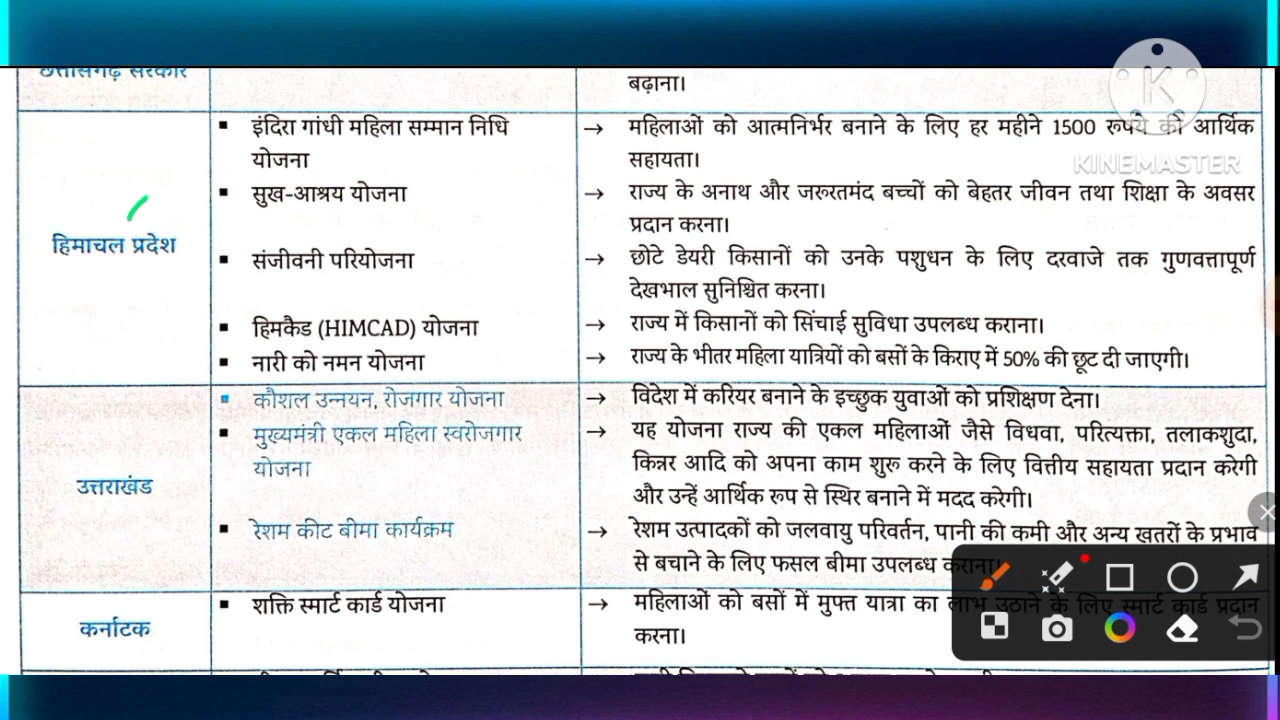 छत्तीसगढ़ सरकार
बढ़ाना।
K
KINEMASTER
हिमाचल प्रदेश
▪ इंदिरा गांधी महिला सम्मान निधि योजना
→ महिलाओं को आत्मनिर्भर बनाने के लिए हर महीने 1500 रुपये की आर्थिक
सहायता।
▪ सुख-आश्रय योजना
→ राज्य के अनाथ और जरूरतमंद बच्चों को बेहतर जीवन तथा शिक्षा के अवसर
प्रदान करना।
▪ संजीवनी परियोजना
→ छोटे डेयरी किसानों को उनके पशुधन के लिए दरवाजे तक गुणवत्तापूर्ण
देखभाल सुनिश्चित करना।
▪ हिमकैड (HIMCAD) योजना
→ राज्य में किसानों को सिंचाई सुविधा उपलब्ध कराना।
▪ नारी को नमन योजना
→ राज्य के भीतर महिला यात्रियों को बसों के किराए में 50% की छूट दी जाएगी।
उत्तराखंड
▪ कौशल उन्नयन, रोजगार योजना
→ विदेश में करियर बनाने के इच्छुक युवाओं को प्रशिक्षण देना।
▪ मुख्यमंत्री एकल महिला स्वरोजगार
योजना
→ यह योजना राज्य की एकल महिलाओं जैसे विधवा, परित्यक्ता, तलाकशुदा,
किन्नर आदि को अपना काम शुरू करने के लिए वित्तीय सहायता प्रदान करेगी
और उन्हें आर्थिक रूप से स्थिर बनाने में मदद करेगी।
▪ रेशम कीट बीमा कार्यक्रम
→ रेशम उत्पादकों को जलवायु परिवर्तन, पानी की कमी और अन्य खतरों के प्रभाव
से बचाने के लिए फसल बीमा उपलब्ध कराना।
कर्नाटक
▪ शक्ति स्मार्ट कार्ड योजना
→ महिलाओं को बसों में मुफ्त यात्रा का लाभ उठाने के लिए स्मार्ट कार्ड प्रदान
करना।